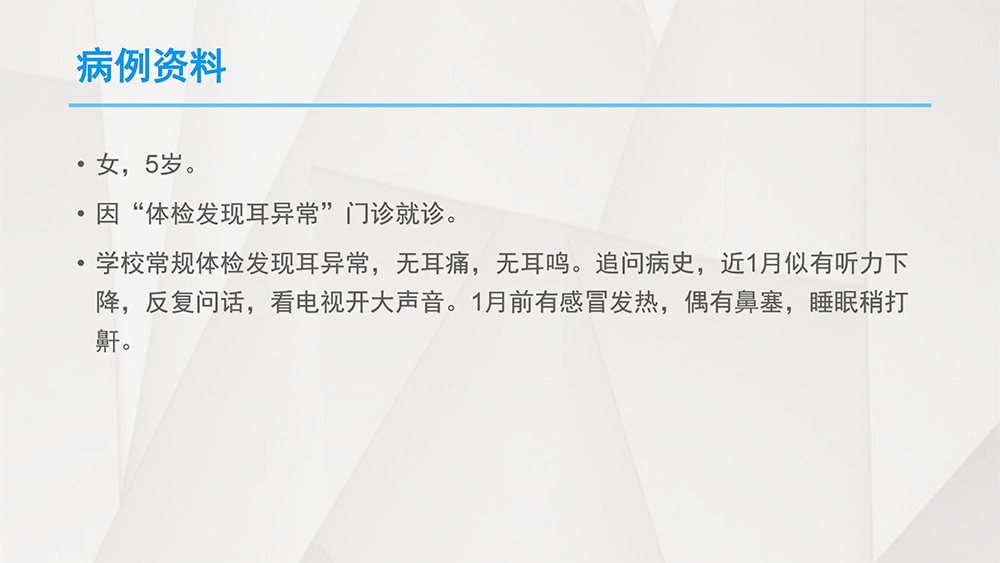 病例资料
• 女，5岁。
• 因“体检发现耳异常”门诊就诊。
• 学校常规体检发现耳异常，无耳痛，无耳鸣。追问病史，近1月似有听力下
降，反复问话，看电视开大声音。1月前有感冒发热，偶有鼻塞，睡眠稍打
鼾。